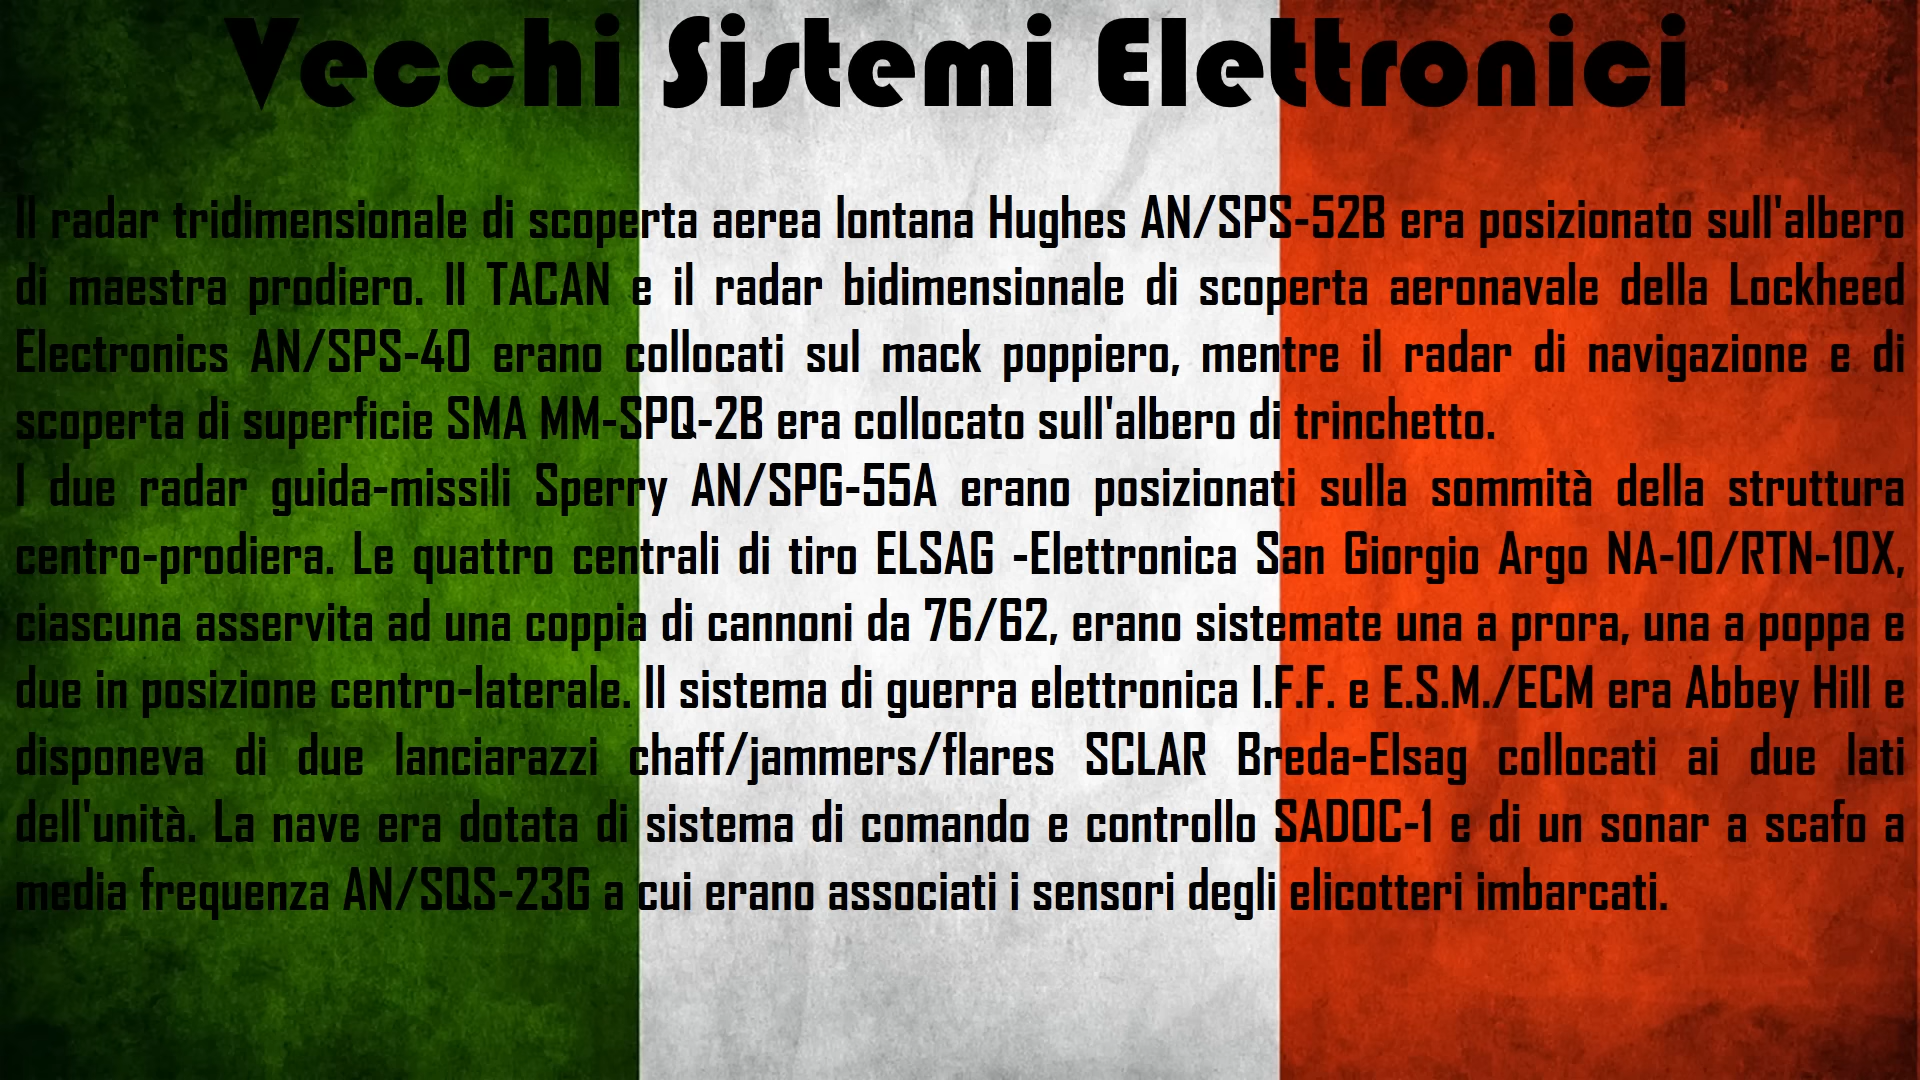 Vecchi Sistemi Elettronici
Il radar tridimensionale di scoperta aerea lontana Hughes AN/SPS-52B era posizionato sull'albero
di maestra prodiero. Il TACAN e il radar bidimensionale di scoperta aeronavale della Lockheed
Electronics AN/SPS-40 erano collocati sul mack poppiero, mentre il radar di navigazione e di
scoperta di superficie SMA MM-SPQ-2B era collocato sull'albero di trinchetto.
I due radar guida-missili Sperry AN/SPG-55A erano posizionati sulla sommità della struttura
centro-prodiera. Le quattro centrali di tiro ELSAG -Elettronica San Giorgio Argo NA-10/RTN-10X,
ciascuna asservita ad una coppia di cannoni da 76/62, erano sistemate una a prora, una a poppa e
due in posizione centro-laterale. Il sistema di guerra elettronica I.F.F. e E.S.M./ECM era Abbey Hill e
disponeva di due lanciarazzi chaff/jammers/flares SCLAR Breda-Elsag collocati ai due lati
dell'unità. La nave era dotata di sistema di comando e controllo SADOC-1 e di un sonar a scafo a
media frequenza AN/SQS-23G a cui erano associati i sensori degli elicotteri imbarcati.